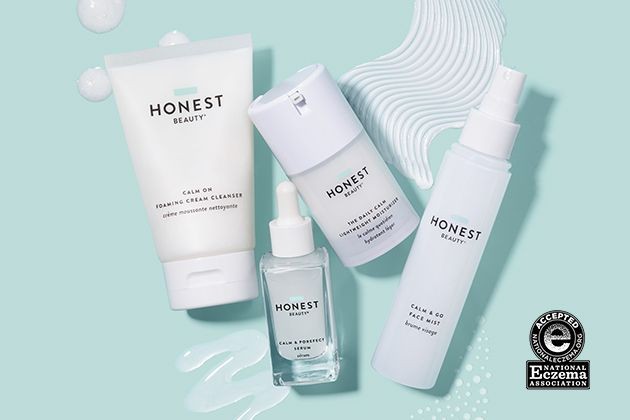 HONEST
BEAUTY
CALM ON
FOAMING CREAM CLEANSER
crème moussante nettoyante
HONEST
BEAUTY
THE DAILY CALM
LIGHTWEIGHT MOISTURIZER
le calme quotidien
hydratant léger
HONEST
BEAUTY
CALM & POREFECT
SERUM
sérum
HONEST
BEAUTY
CALM & GO
FACE MIST
brume visage
ACCEPTED
NATIONALECZEMA.ORG
e
NATIONAL
Eczema
ASSOCIATION